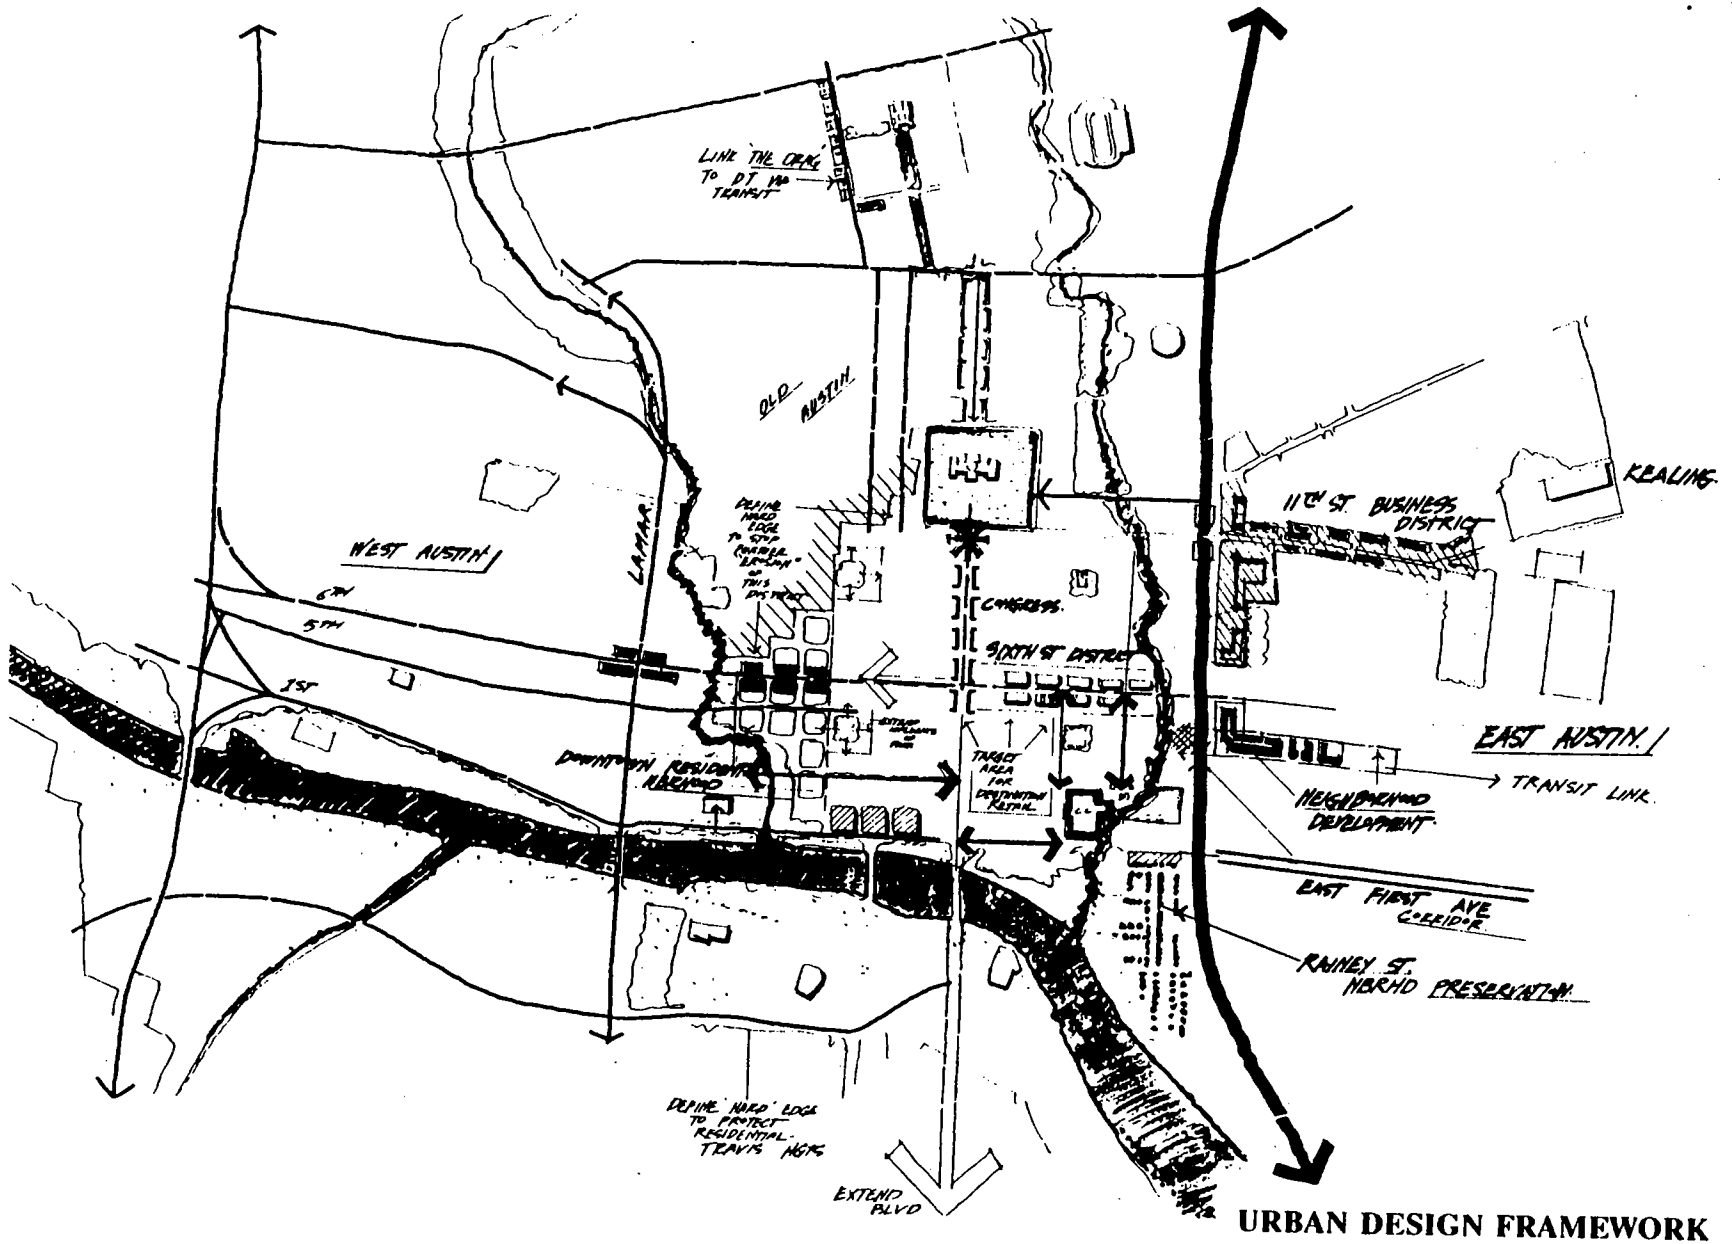 LINK 'THE DRAG'
TO DT VIA
TRANSIT
OLD
AUSTIN
KEALING.
11TH ST. BUSINESS
DISTRICT
DEFINE
HARD
EDGE
TO STOP
FURTHER
"EROSION"
OF
THIS
DISTRICT
LAMAR
WEST AUSTIN
6TH
5TH
1ST
CONGRESS.
SIXTH ST DISTRICT
EAST AUSTIN.
TRANSIT LINK.
DOWNTOWN RESIDENT
NBRHOOD
TARGET
AREA
FOR
DESTINATION
RETAIL
NEIGHBORHOOD
DEVELOPMENT.
EAST FIRST AVE
CORRIDOR
RAINEY ST.
NBRHD PRESERVATION.
DEFINE 'HARD' EDGE
TO PROTECT
RESIDENTIAL.
TRAVIS HGTS
EXTEND
BLVD
URBAN DESIGN FRAMEWORK